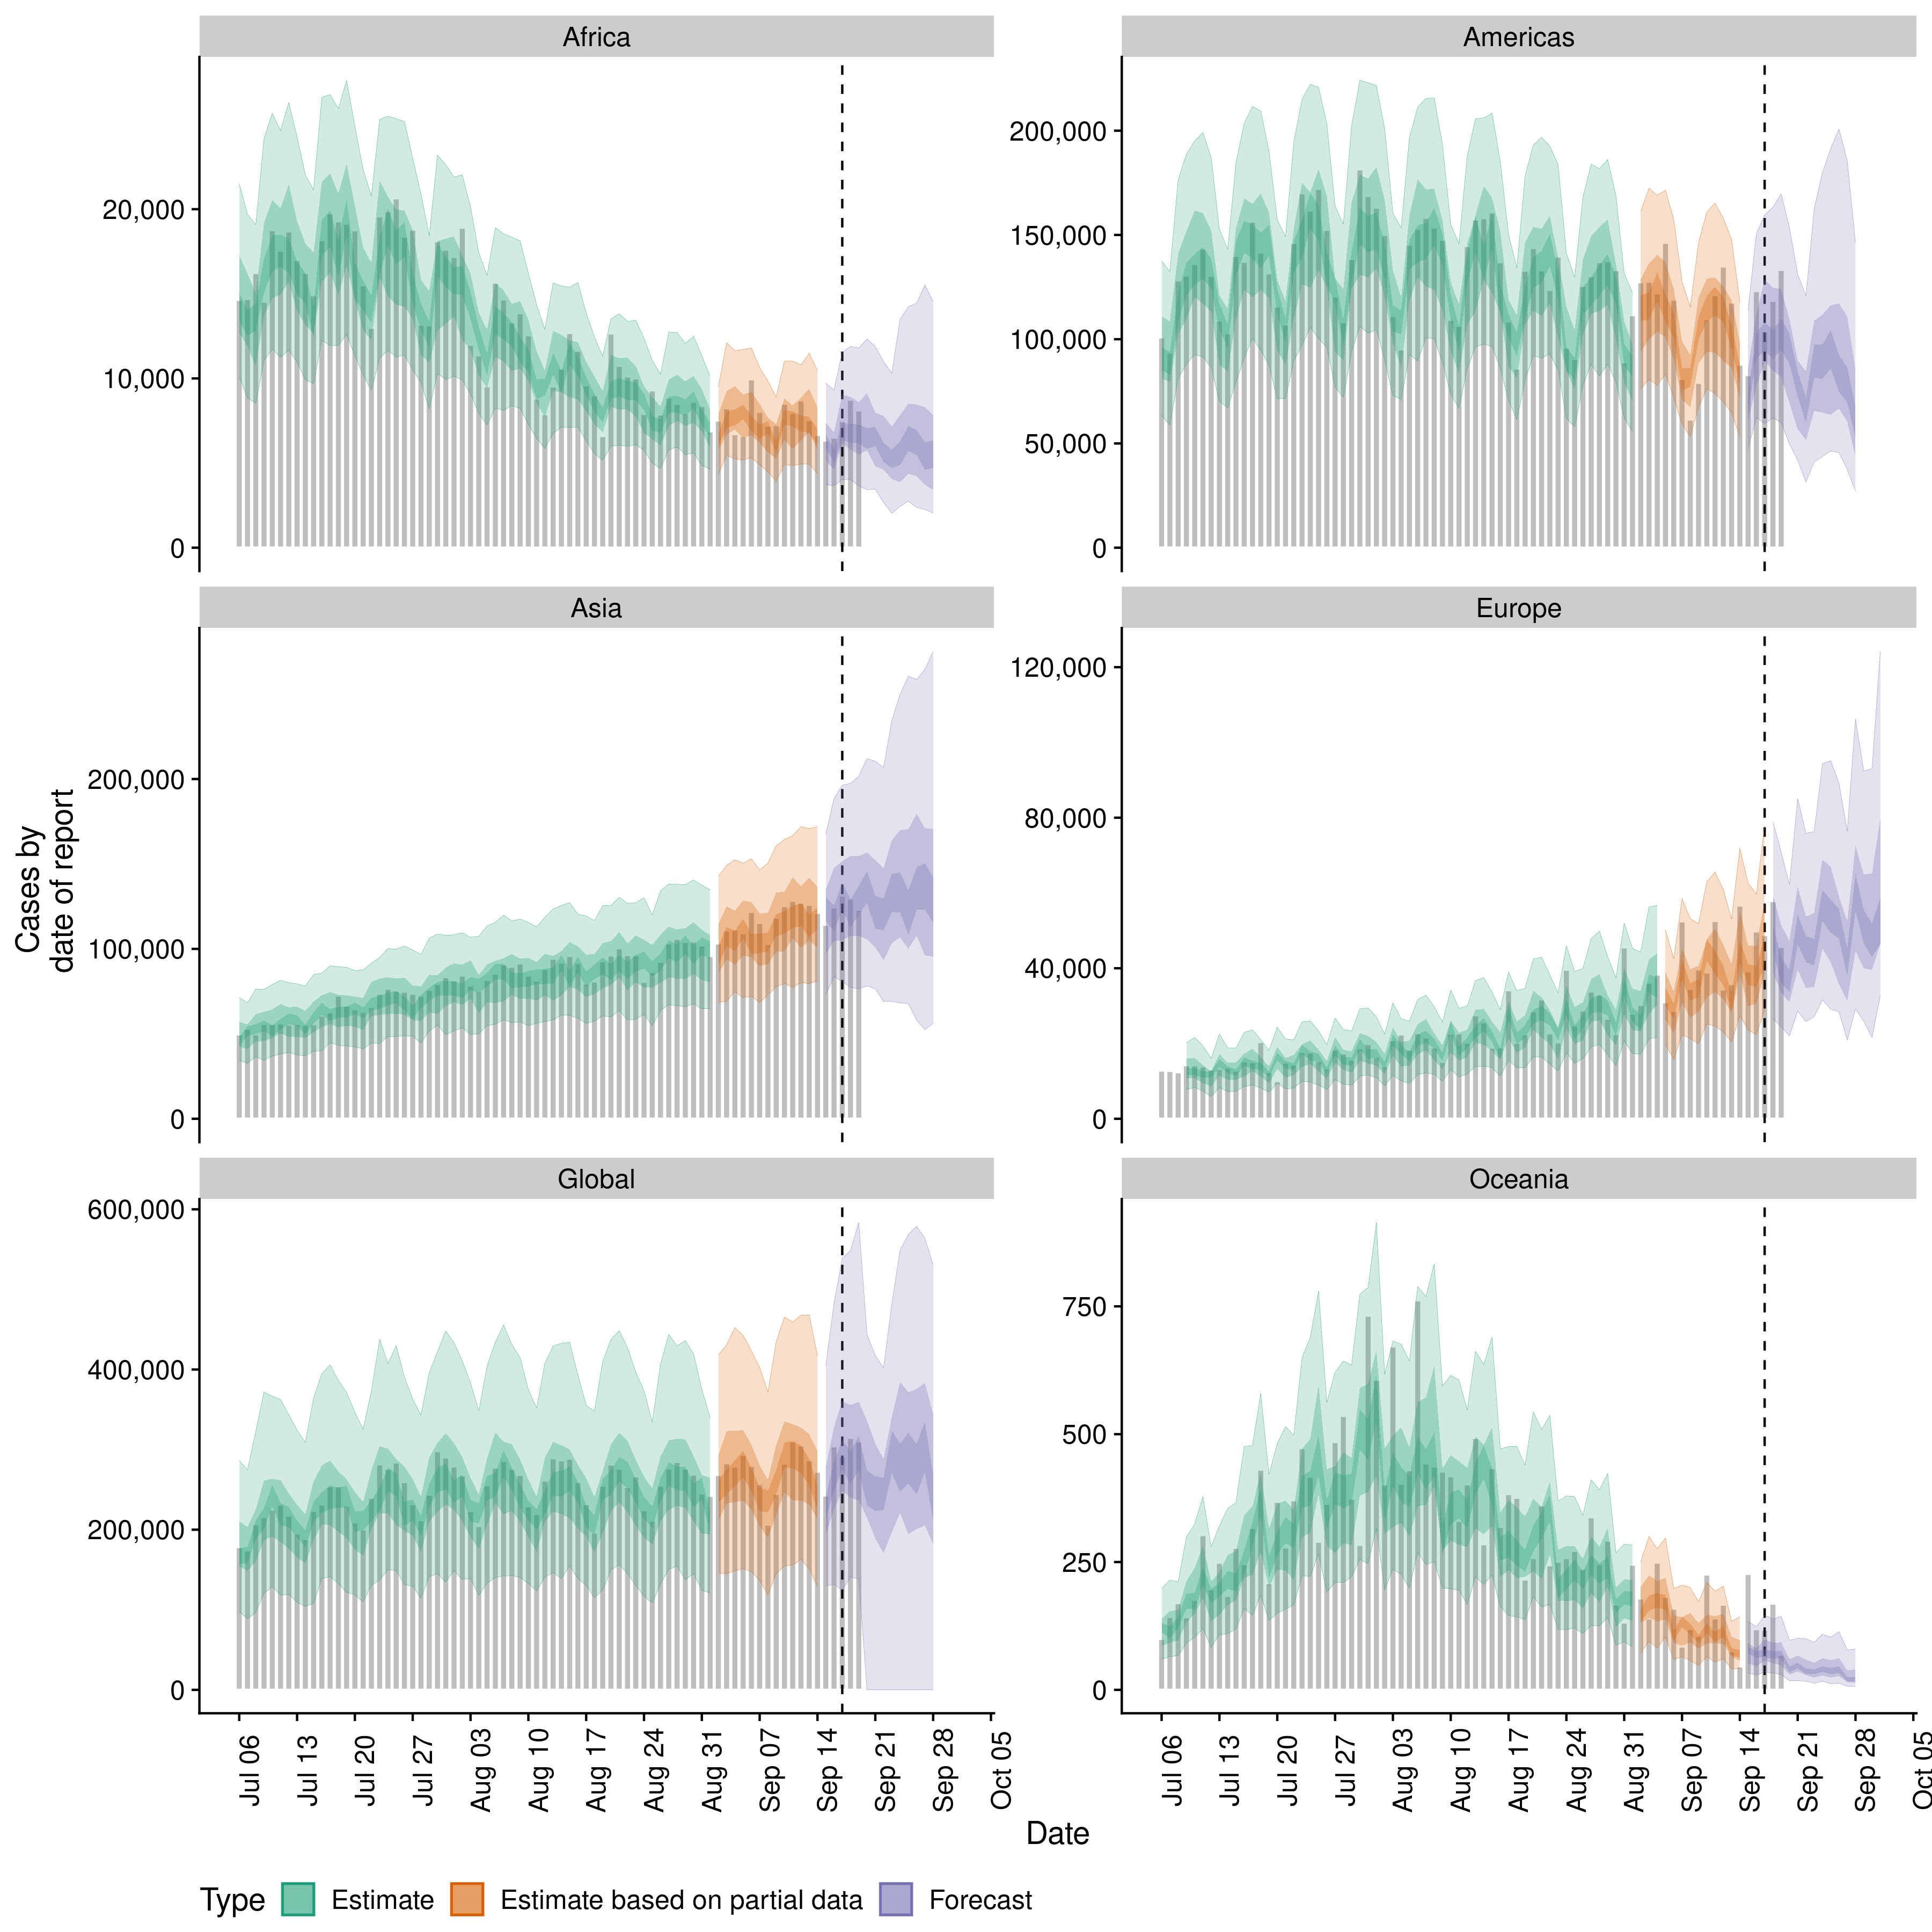 Africa
Americas
20,000
10,000
0
200,000
150,000
100,000
50,000
0
Asia
Europe
200,000
100,000
0
120,000
80,000
40,000
0
Global
Oceania
600,000
400,000
200,000
0
750
500
250
0
Cases by
date of report
Jul 06
Jul 13
Jul 20
Jul 27
Aug 03
Aug 10
Aug 17
Aug 24
Aug 31
Sep 07
Sep 14
Sep 21
Sep 28
Oct 05
Jul 06
Jul 13
Jul 20
Jul 27
Aug 03
Aug 10
Aug 17
Aug 24
Aug 31
Sep 07
Sep 14
Sep 21
Sep 28
Oct 05
Date
Type Estimate Estimate based on partial data Forecast